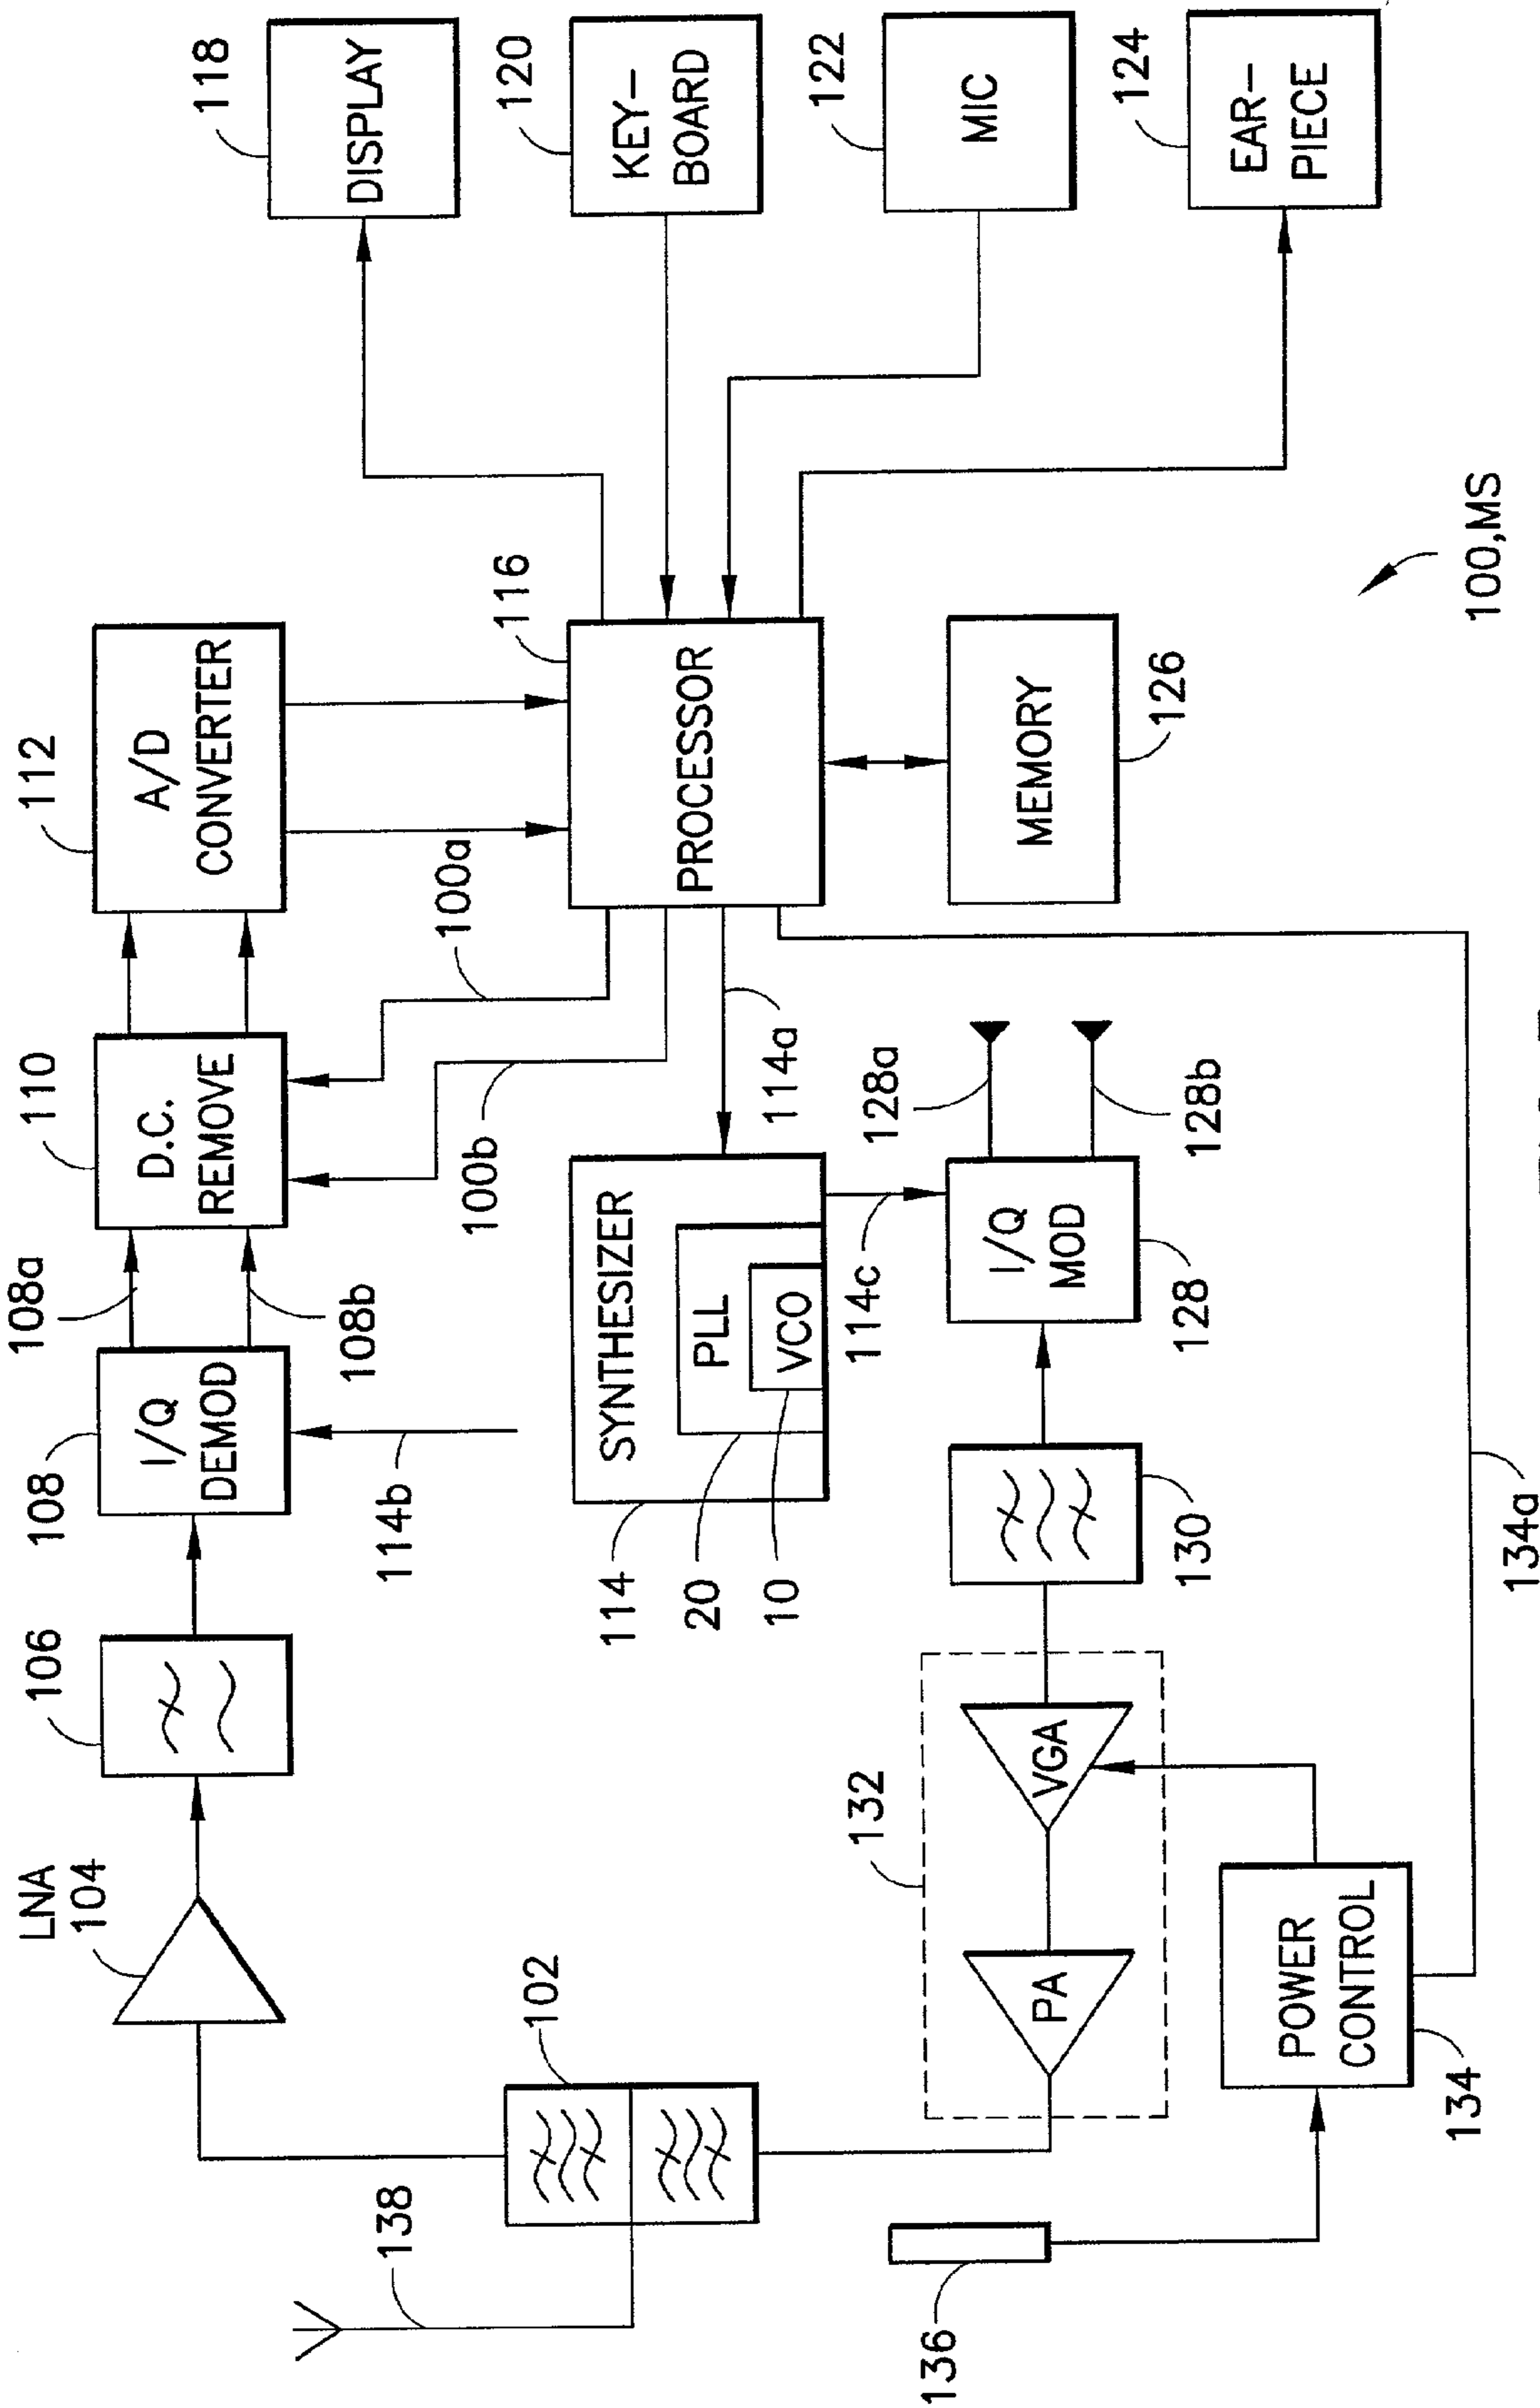 LNA
104
106
108
108a
108b
110
112
I/Q
DEMOD
D.C.
REMOVE
A/D
CONVERTER
114b
100b
100a
116
118
DISPLAY
120
KEY-
BOARD
122
MIC
124
EAR-
PIECE
138
102
114
SYNTHESIZER
PLL
VCO
20
10
114a
114c
PROCESSOR
MEMORY
126
132
PA
VGA
130
I/Q
MOD
128
128a
128b
136
134
POWER
CONTROL
134a
100,MS